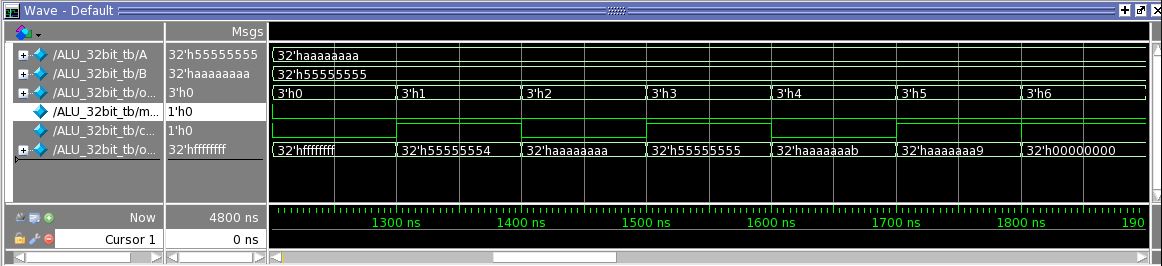 Wave - Default
Msgs
/ALU_32bit_tb/A 32'h55555555 32'haaaaaaaa
/ALU_32bit_tb/B 32'haaaaaaaa 32'h55555555
/ALU_32bit_tb/o... 3'h0 3'h0 3'h1 3'h2 3'h3 3'h4 3'h5 3'h6
/ALU_32bit_tb/m... 1'h0
/ALU_32bit_tb/c... 1'h0
/ALU_32bit_tb/o... 32'hffffffff 32'hffffffff 32'h55555554 32'haaaaaaaa 32'h55555555 32'haaaaaaab 32'haaaaaaa9 32'h00000000
Now 4800 ns 1300 ns 1400 ns 1500 ns 1600 ns 1700 ns 1800 ns 190
Cursor 1 0 ns